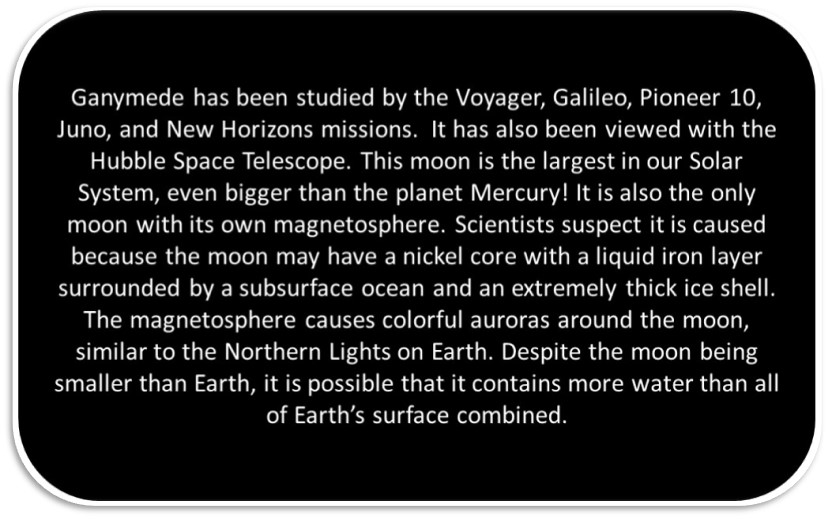 Ganymede has been studied by the Voyager, Galileo, Pioneer 10,
Juno, and New Horizons missions.  It has also been viewed with the
Hubble Space Telescope. This moon is the largest in our Solar
System, even bigger than the planet Mercury! It is also the only
moon with its own magnetosphere. Scientists suspect it is caused
because the moon may have a nickel core with a liquid iron layer
surrounded by a subsurface ocean and an extremely thick ice shell.
The magnetosphere causes colorful auroras around the moon,
similar to the Northern Lights on Earth. Despite the moon being
smaller than Earth, it is possible that it contains more water than all
of Earth’s surface combined.